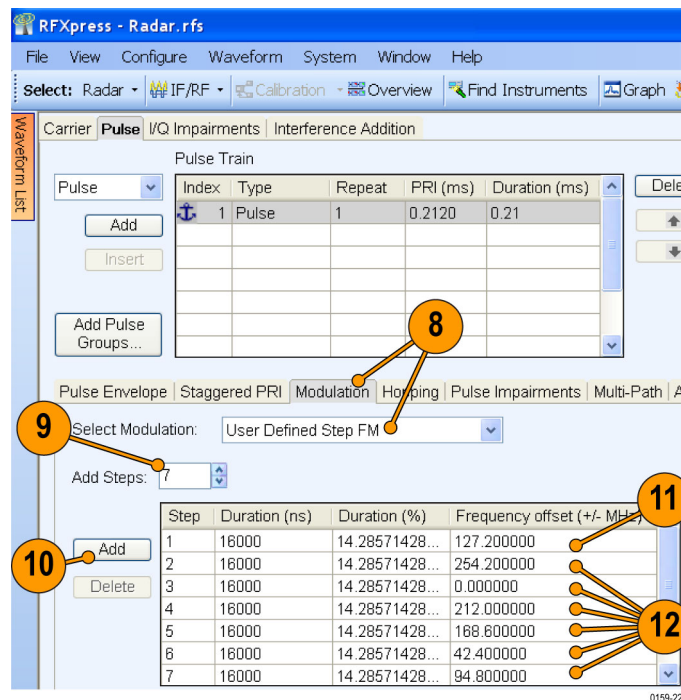 RFXpress - Radar.rfs
File View Configure Waveform System Window Help
Select: Radar IF/RF Calibration Overview Find Instruments Graph
Waveform List
Carrier Pulse I/Q Impairments Interference Addition
Pulse Train
Pulse
Index Type Repeat PRI (ms) Duration (ms)
1 Pulse 1 0.2120 0.21
Add
Insert
Add Pulse
Groups...
8
Pulse Envelope Staggered PRI Modulation Hopping Pulse Impairments Multi-Path
9
Select Modulation: User Defined Step FM
Add Steps: 7
Step Duration (ns) Duration (%) Frequency offset (+/- MHz)
11
Add
10
Delete
1 16000 14.28571428... 127.200000
2 16000 14.28571428... 254.200000
3 16000 14.28571428... 0.000000
4 16000 14.28571428... 212.000000
5 16000 14.28571428... 168.600000
6 16000 14.28571428... 42.400000
7 16000 14.28571428... 94.800000
12